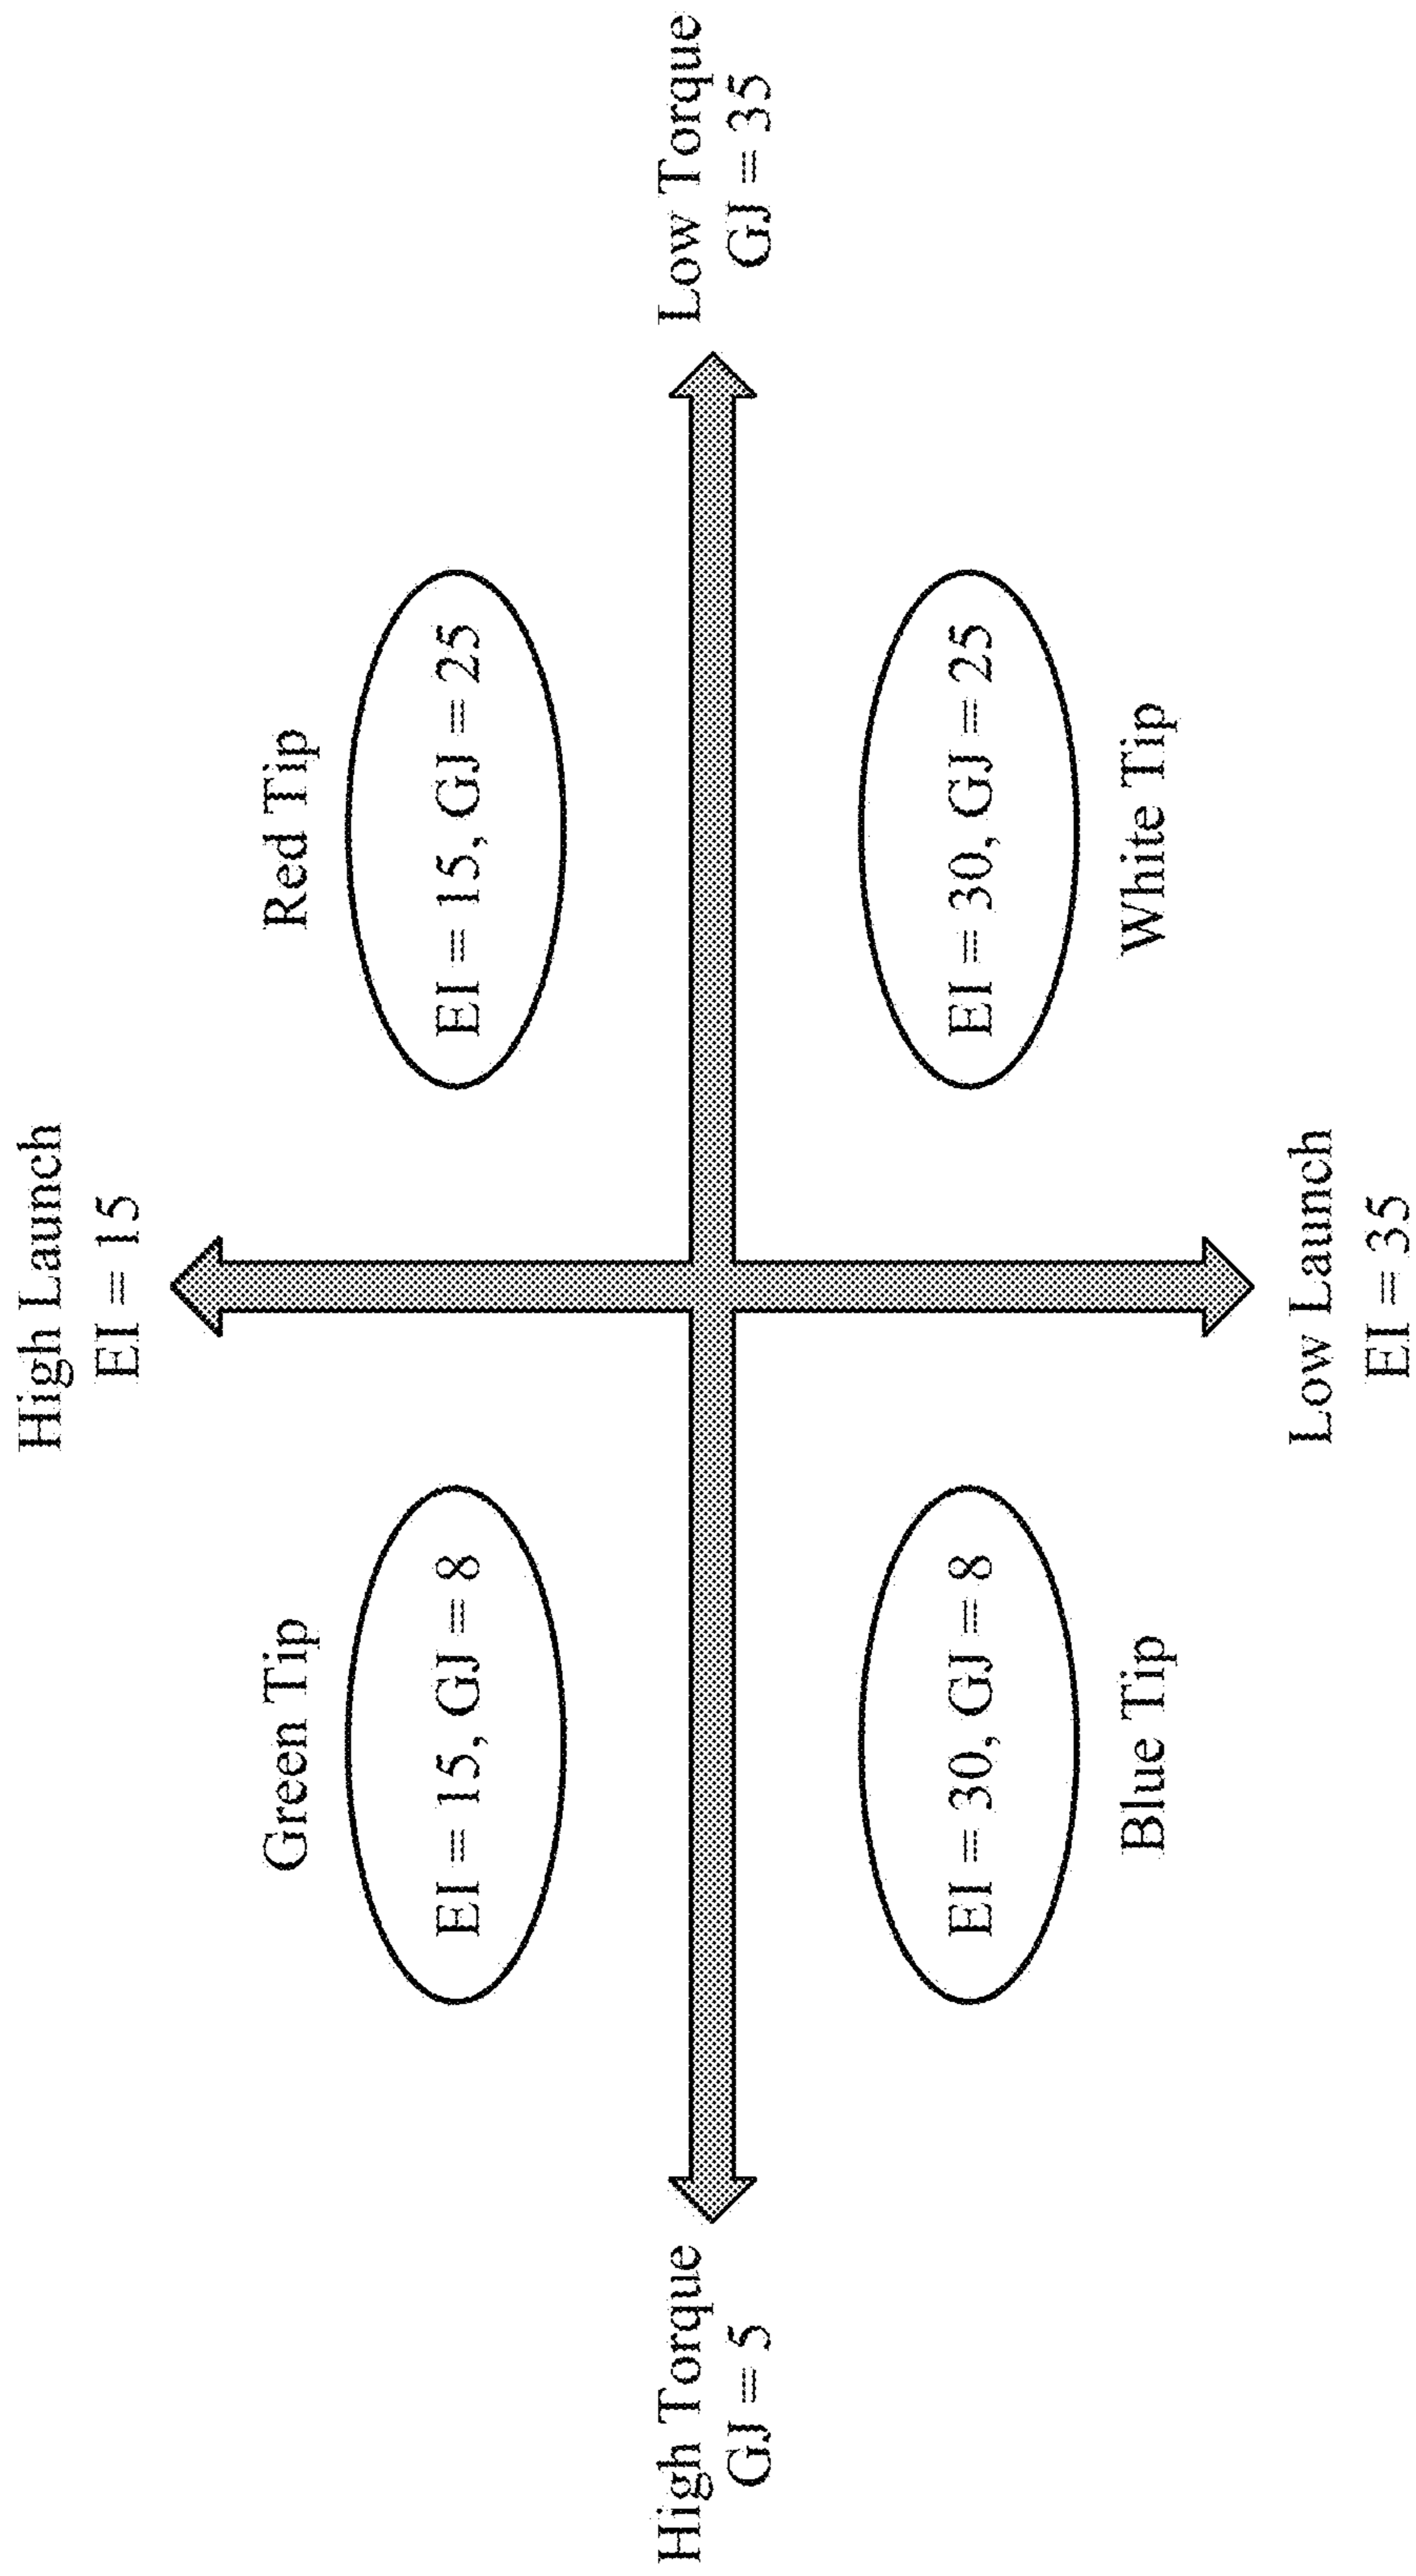 High Launch
EI = 15
Green Tip
EI = 15, GJ = 8
Red Tip
EI = 15, GJ = 25
High Torque
GJ = 5
Low Torque
GJ = 35
EI = 30, GJ = 8
Blue Tip
EI = 30, GJ = 25
White Tip
Low Launch
EI = 35